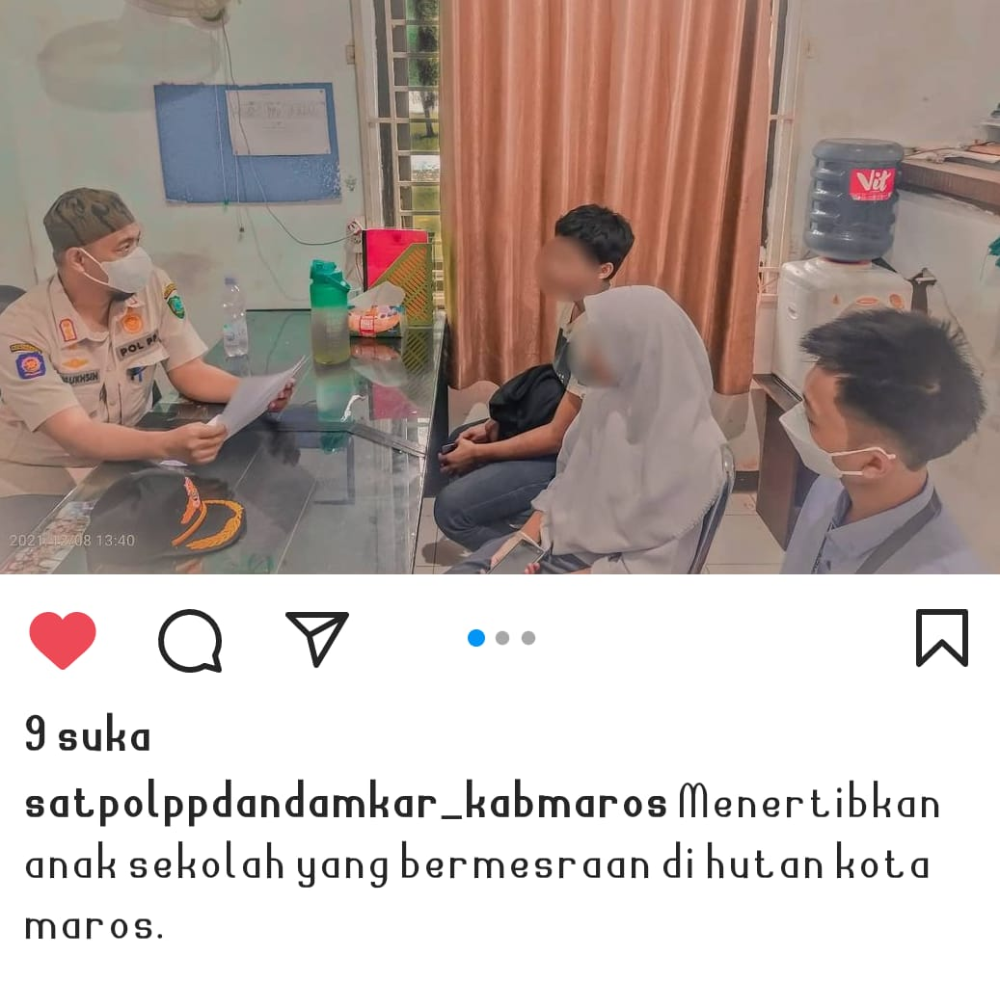 Vit
POL PP
2021-12-08 13:40
9 suka
satpolppdandamkar_kabmaros Menertibkan
anak sekolah yang bermesraan di hutan kota
maros.